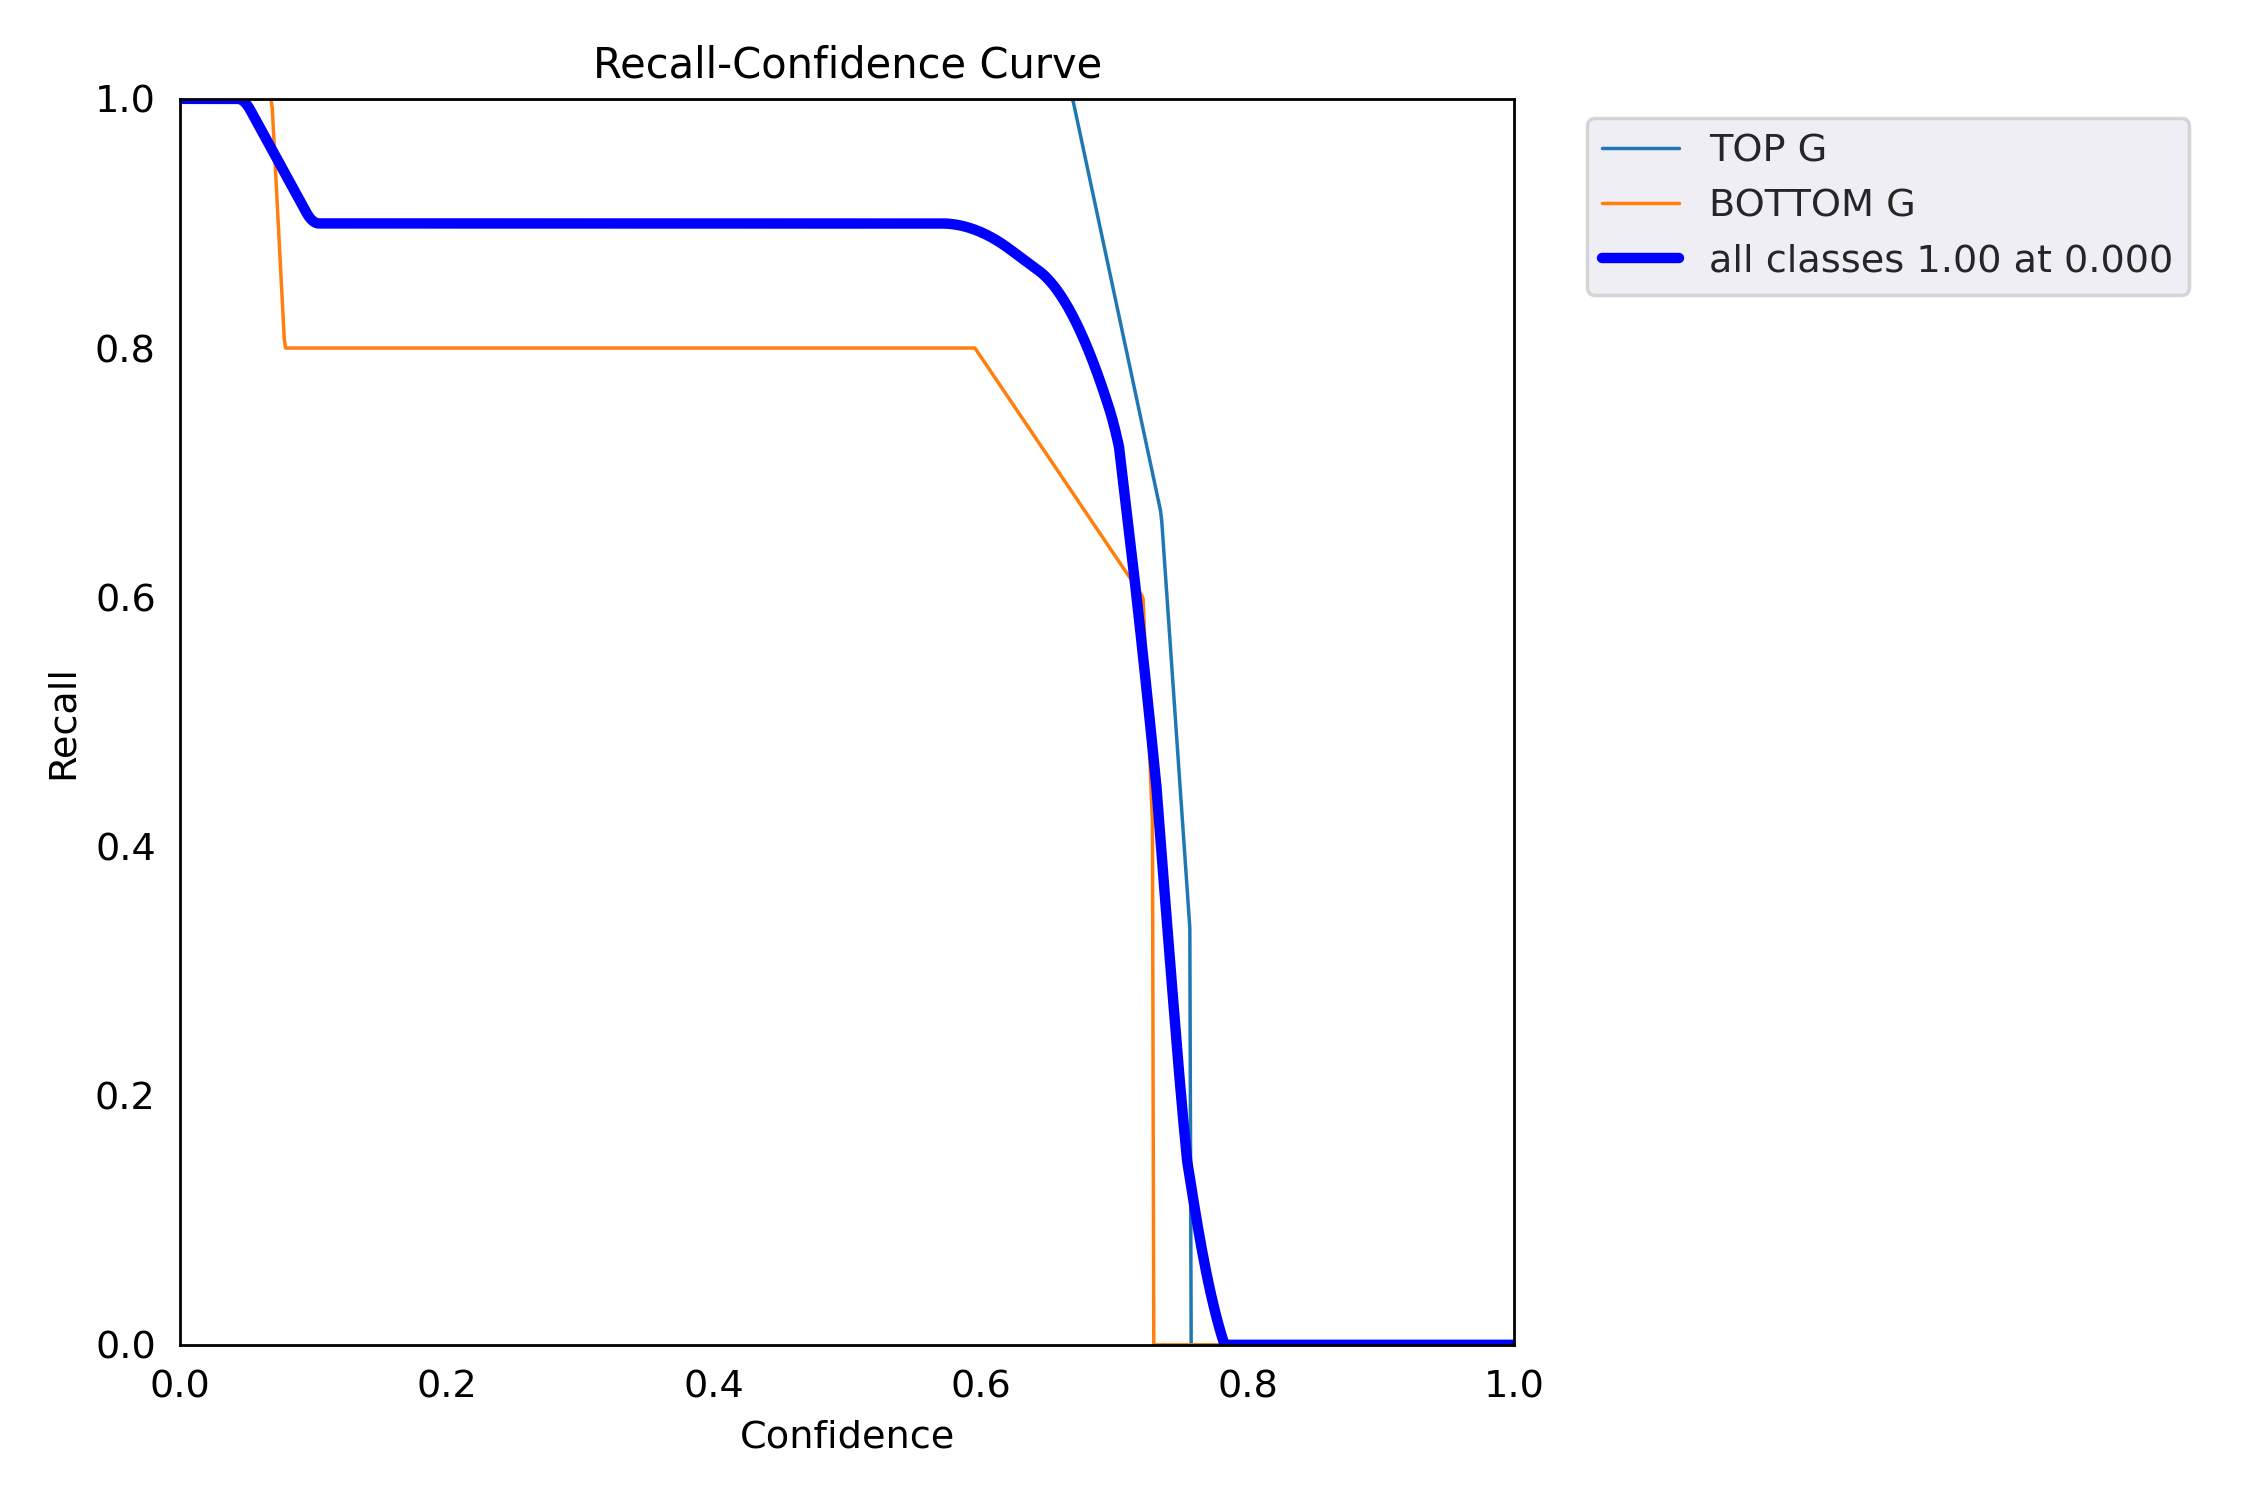 Recall-Confidence Curve
1.0
0.8
0.6
0.4
0.2
0.0
Recall
0.0 0.2 0.4 0.6 0.8 1.0
Confidence
TOP G
BOTTOM G
all classes 1.00 at 0.000